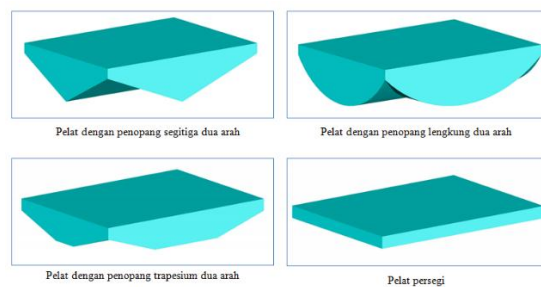 Pelat dengan penopang segitiga dua arah
Pelat dengan penopang lengkung dua arah
Pelat dengan penopang trapesium dua arah
Pelat persegi